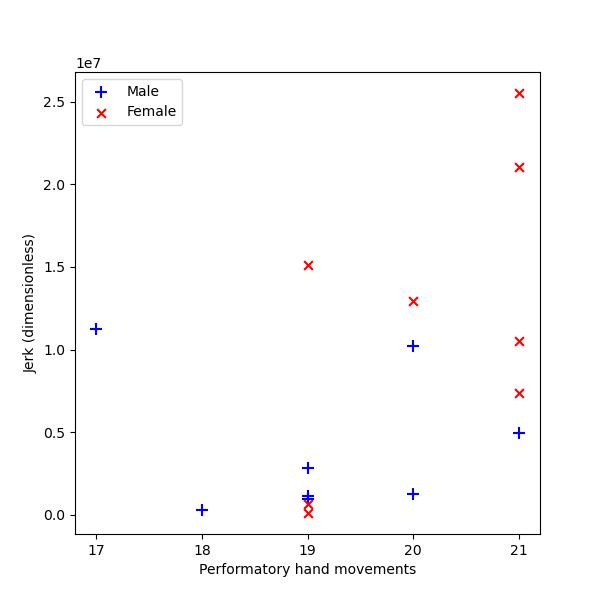 1e7
Male
Female
2.5
2.0
1.5
1.0
0.5
0.0
Jerk (dimensionless)
17 18 19 20 21
Performatory hand movements